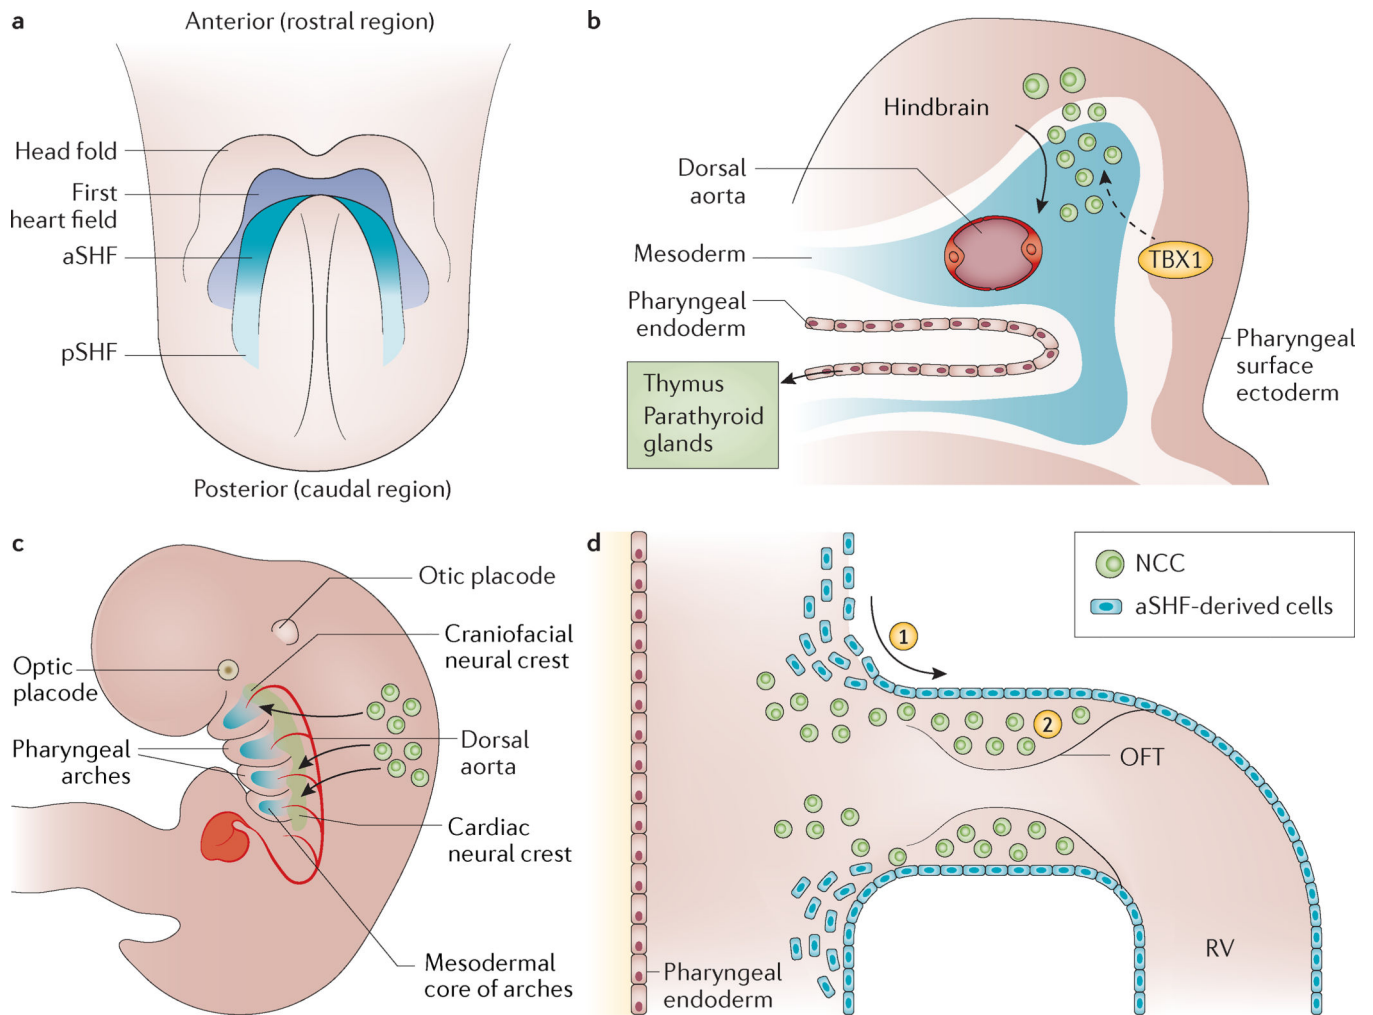 a
Anterior (rostral region)
Head fold
First
heart field
aSHF
pSHF
Posterior (caudal region)
b
Hindbrain
Dorsal
aorta
Mesoderm
TBX1
Pharyngeal
endoderm
Thymus
Parathyroid
glands
Pharyngeal
surface
ectoderm
c
Otic placode
Craniofacial
neural crest
Optic
placode
Pharyngeal
arches
Dorsal
aorta
Cardiac
neural crest
Mesodermal
core of arches
d
NCC
aSHF-derived cells
1
2
OFT
RV
Pharyngeal
endoderm